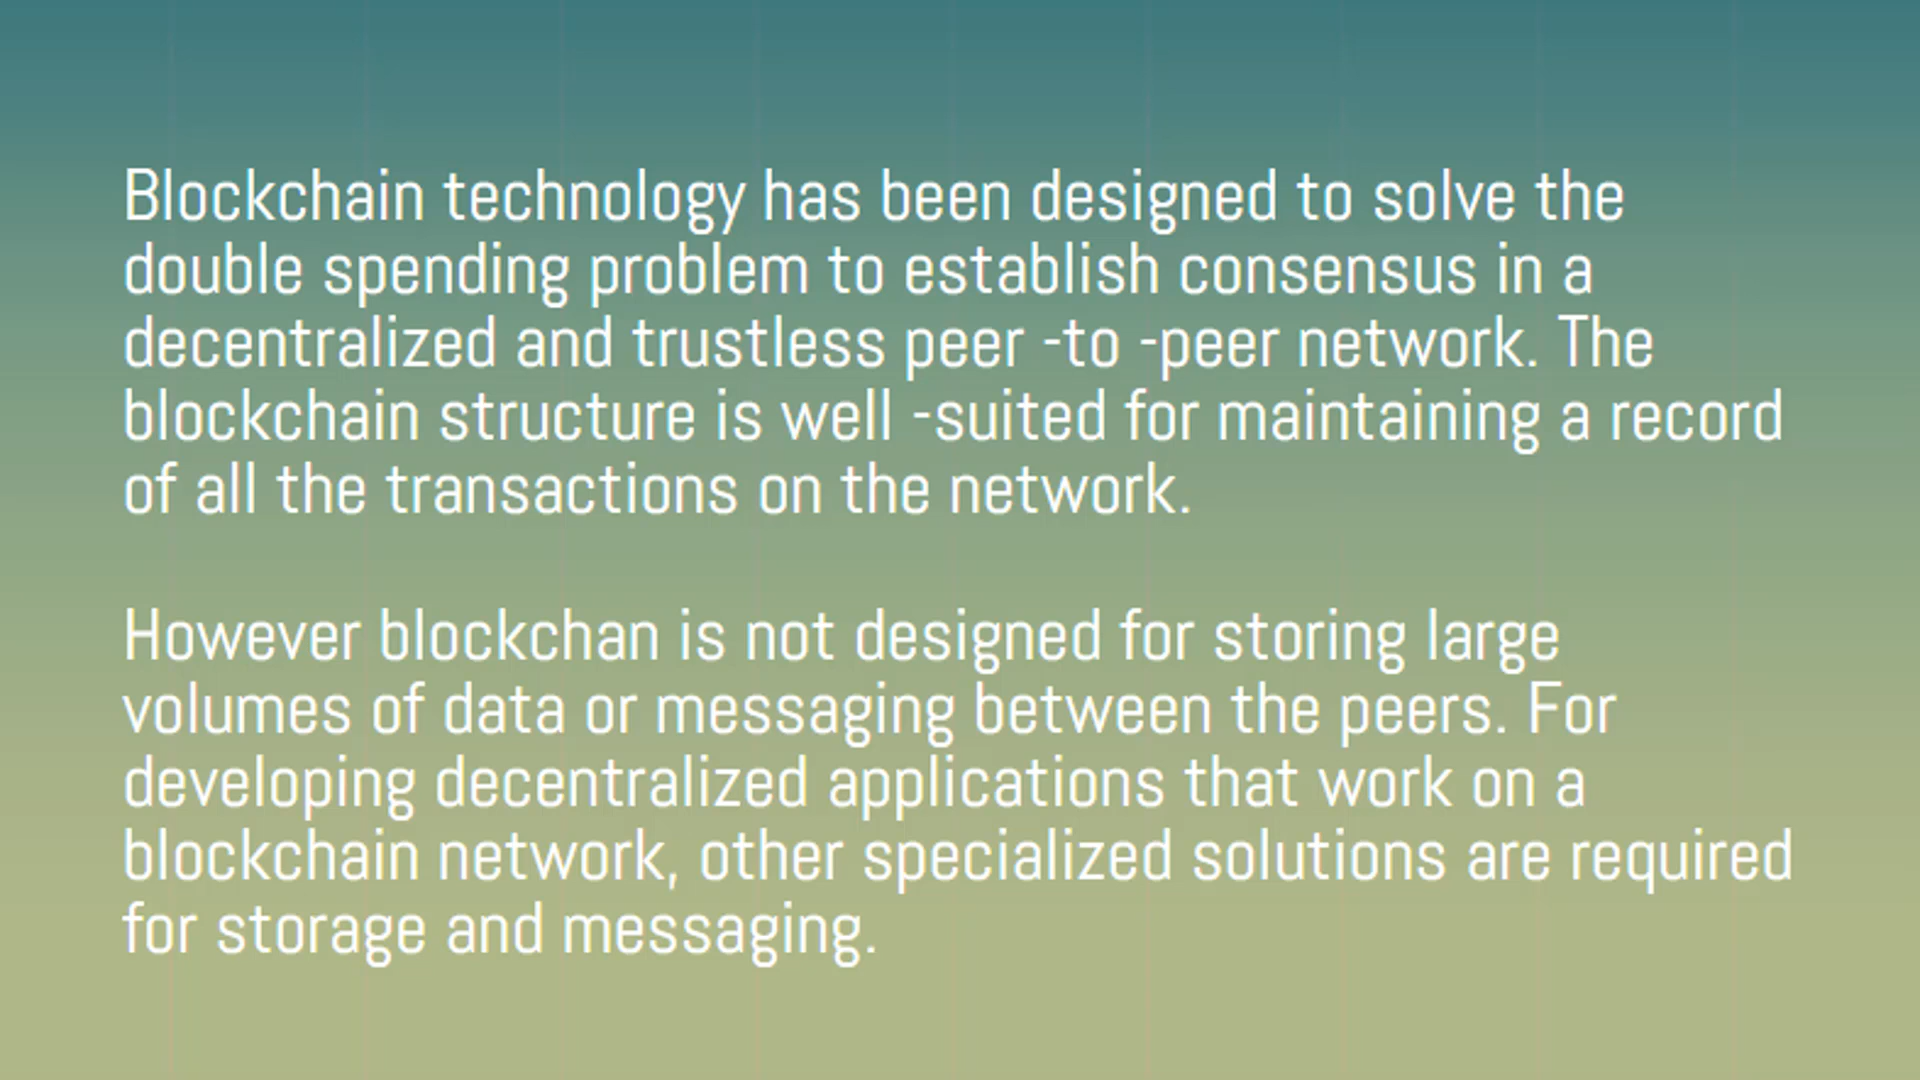 Blockchain technology has been designed to solve the
double spending problem to establish consensus in a
decentralized and trustless peer -to -peer network. The
blockchain structure is well -suited for maintaining a record
of all the transactions on the network.
However blockchan is not designed for storing large
volumes of data or messaging between the peers. For
developing decentralized applications that work on a
blockchain network, other specialized solutions are required
for storage and messaging.